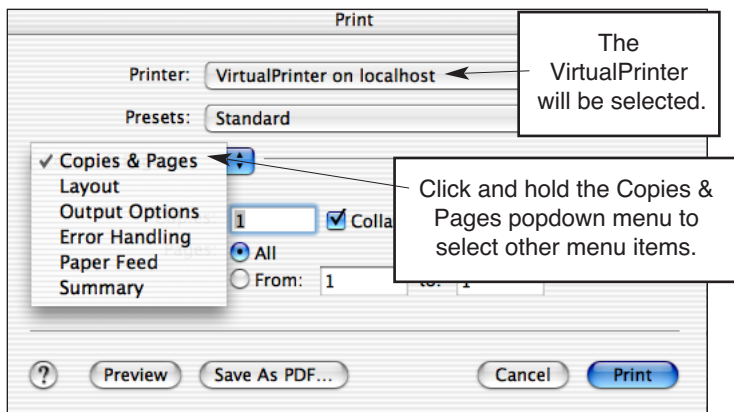 Print
The
VirtualPrinter
will be selected.
Printer: VirtualPrinter on localhost
Presets: Standard
✓ Copies & Pages
Layout
Output Options
Error Handling
Paper Feed
Summary
Click and hold the Copies &
Pages popdown menu to
select other menu items.
1 Colla
All
From: 1 to: 1
? Preview Save As PDF... Cancel Print